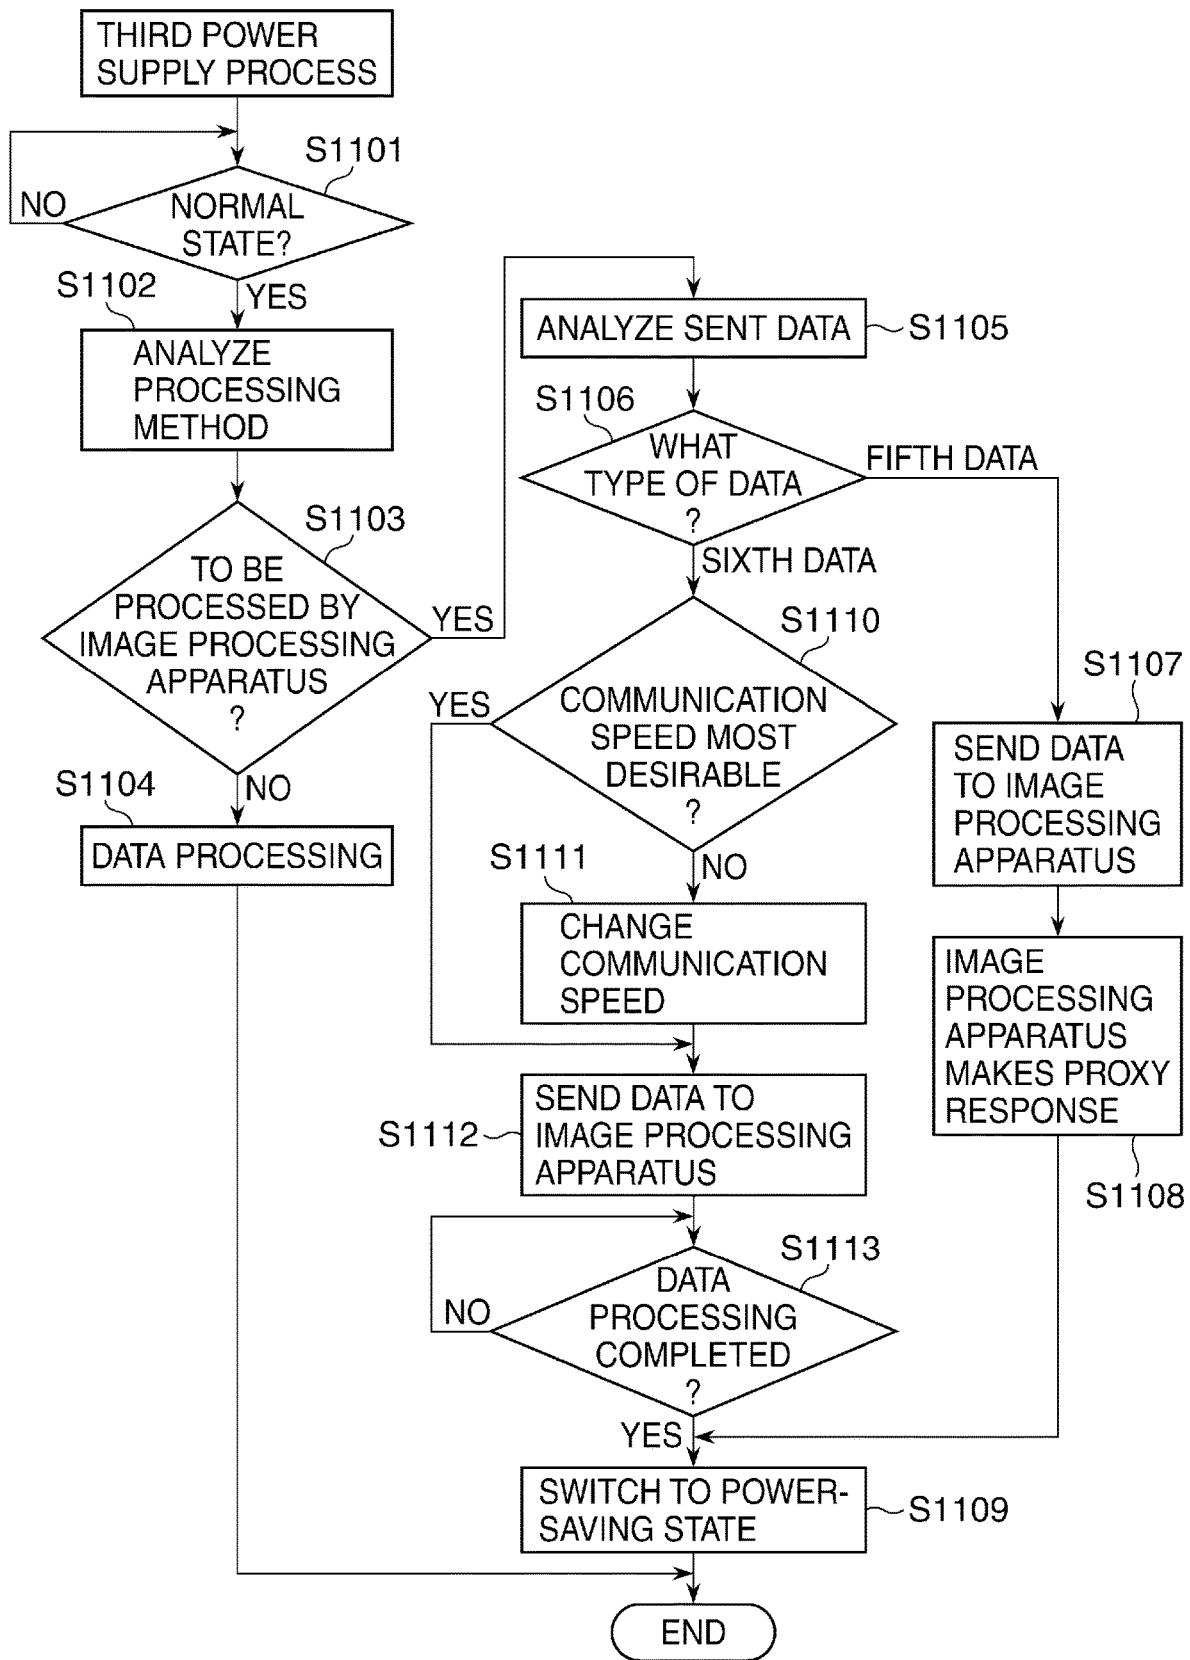 THIRD POWER
SUPPLY PROCESS
S1101
NO
NORMAL
STATE?
YES
S1102
ANALYZE
PROCESSING
METHOD
S1103
TO BE
PROCESSED BY
IMAGE PROCESSING
APPARATUS
?
YES
NO
S1104
DATA PROCESSING
ANALYZE SENT DATA
S1105
S1106
WHAT
TYPE OF DATA
?
FIFTH DATA
SIXTH DATA
S1110
YES
COMMUNICATION
SPEED MOST
DESIRABLE
?
NO
S1111
CHANGE
COMMUNICATION
SPEED
S1112
SEND DATA TO
IMAGE PROCESSING
APPARATUS
S1113
NO
DATA
PROCESSING
COMPLETED
?
YES
S1107
SEND DATA
TO IMAGE
PROCESSING
APPARATUS
IMAGE
PROCESSING
APPARATUS
MAKES PROXY
RESPONSE
S1108
SWITCH TO POWER-
SAVING STATE
S1109
END